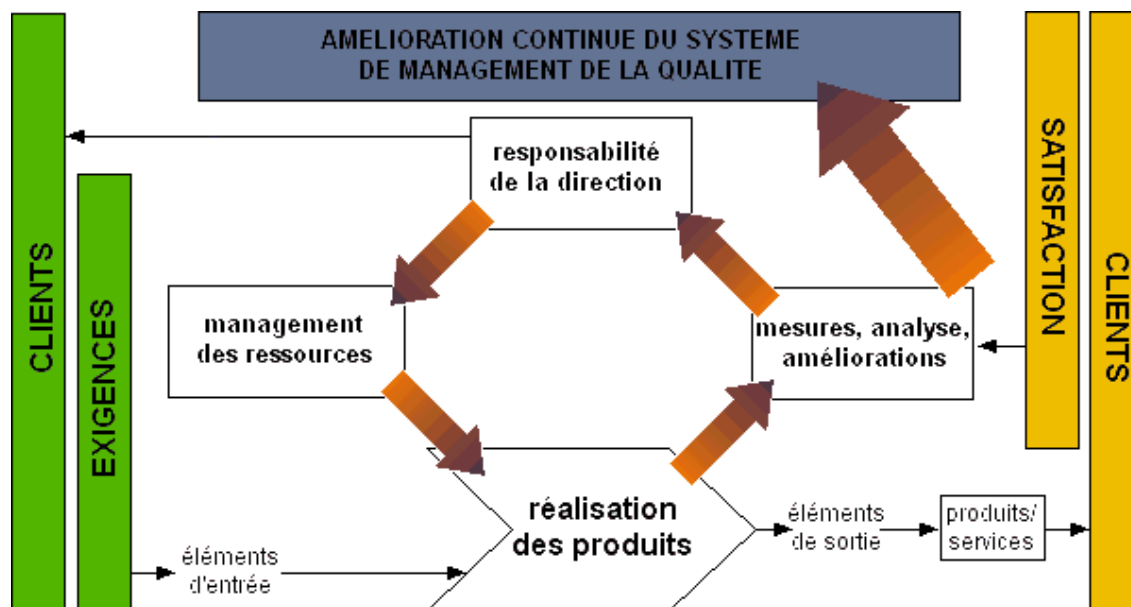 AMELIORATION CONTINUE DU SYSTEME
DE MANAGEMENT DE LA QUALITE
CLIENTS
EXIGENCES
responsabilité
de la direction
management
des ressources
mesures, analyse,
améliorations
réalisation
des produits
éléments
d'entrée
éléments
de sortie
produits/
services
SATISFACTION
CLIENTS